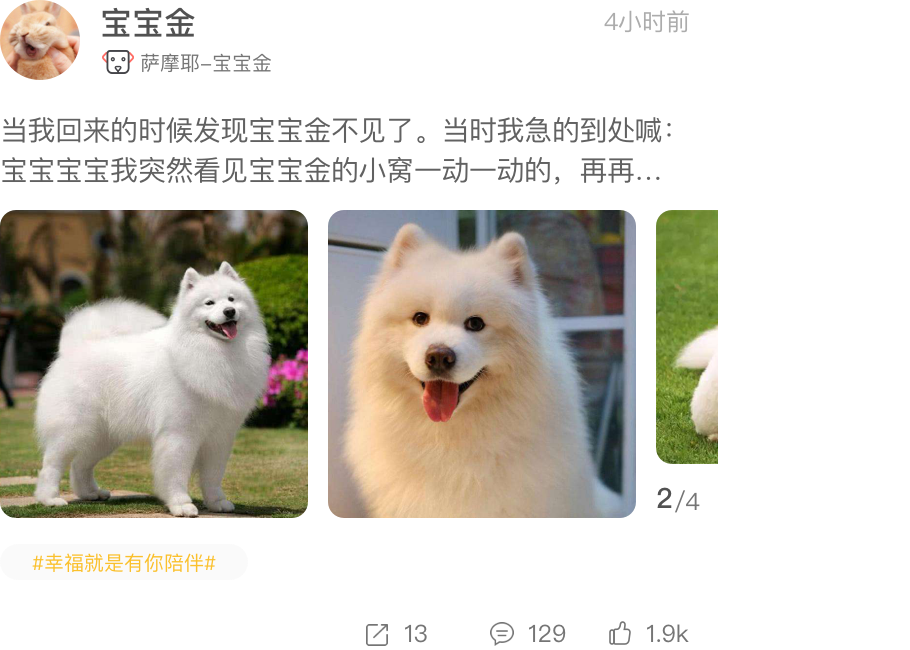 宝宝金
4小时前
萨摩耶-宝宝金
当我回来的时候发现宝宝金不见了。当时我急的到处喊：
宝宝宝宝我突然看见宝宝金的小窝一动一动的，再再...
2/4
#幸福就是有你陪伴#
13
129
1.9k